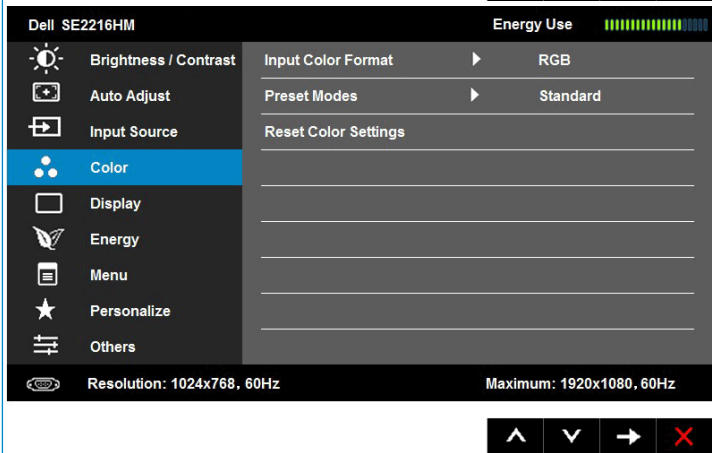 Dell SE2216HM Energy Use
Brightness / Contrast Input Color Format RGB
Auto Adjust Preset Modes Standard
Input Source Reset Color Settings
Color
Display
Energy
Menu
Personalize
Others
Resolution: 1024x768, 60Hz Maximum: 1920x1080, 60Hz